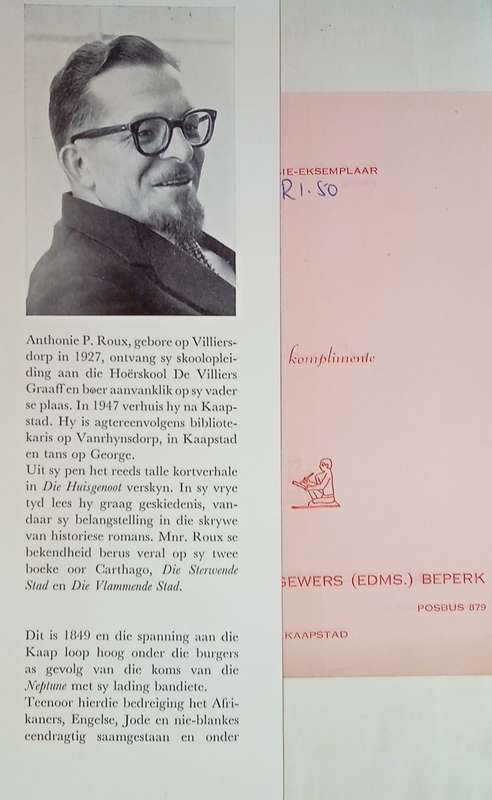 Anthonie P. Roux, gebore op Villiers-
dorp in 1927, ontvang sy skooloplei-
ding aan die Hoërskool De Villiers
Graaff en boer aanvanklik op sy vader
se plaas. In 1947 verhuis hy na Kaap-
stad. Hy is agtereenvolgens bibliote-
karis op Vanrhynsdorp, in Kaapstad
en tans op George.
Uit sy pen het reeds talle kortverhale
in Die Huisgenoot verskyn. In sy vrye
tyd lees hy graag geskiedenis, van-
daar sy belangstelling in die skrywe
van historiese romans. Mnr. Roux se
bekendheid berus veral op sy twee
boeke oor Carthago, Die Sterwende
Stad en Die Vlammende Stad.
Dit is 1849 en die spanning aan die
Kaap loop hoog onder die burgers
as gevolg van die koms van die
Neptune met sy lading bandiete.
Teenoor hierdie bedreiging het Afri-
kaners, Engelse, Jode en nie-blankes
eendragtig saamgestaan en onder
IE-EKSEMPLAAR
R1.50
komplimente
GEWERS (EDMS.) BEPERK
POSBUS 879
KAAPSTAD